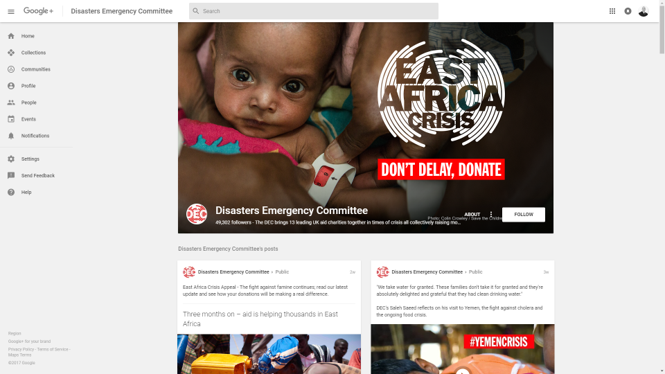 Google+
Disasters Emergency Committee
Search
Home
Collections
Communities
Profile
People
Events
Notifications
Settings
Send Feedback
Help
EAST
AFRICA
CRISIS
DON'T DELAY, DONATE
DEC
Disasters Emergency Committee
49,302 followers - The DEC brings 13 leading UK aid charities together in times of crisis all collectively raising mo...
ABOUT
FOLLOW
Photo: Colin Crowley / Save the Children
Disasters Emergency Committee's posts
Disasters Emergency Committee
Public
East Africa Crisis Appeal - The fight against famine continues; read our latest
update and see how your donations will be making a real difference.
Three months on – aid is helping thousands in East
Africa
Disasters Emergency Committee
Public
"We take water for granted. These families don't take it for granted and they're
absolutely delighted and grateful that they had clean drinking water."
DEC's Saleh Saeed reflects on his visit to Yemen; the fight against cholera and
the ongoing food crisis.
#YEMENCRISIS
Google+ for your brand
Privacy Policy - Terms of Service -
Maps Terms
©2017 Google